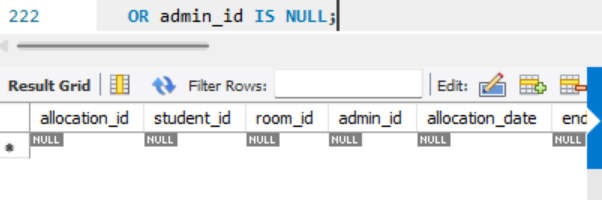 222 OR admin_id IS NULL;
Result Grid Filter Rows: Edit:
allocation_id student_id room_id admin_id allocation_date end
NULL NULL NULL NULL NULL NULL